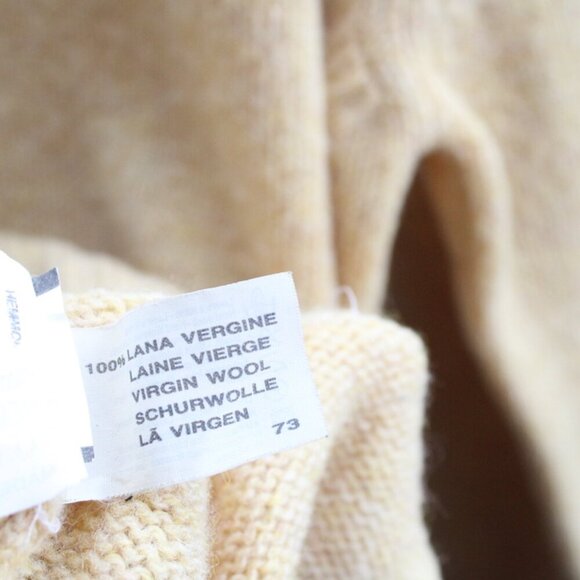 100% LANA VERGINE
LAINE VIERGE
VIRGIN WOOL
SCHURWOLLE
LÃ VIRGEN
73